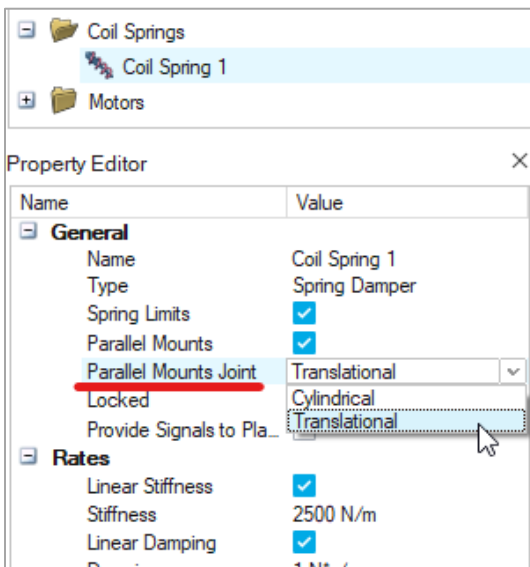 Coil Springs
Coil Spring 1
Motors
Property Editor
Name Value
General
Name Coil Spring 1
Type Spring Damper
Spring Limits
Parallel Mounts
Parallel Mounts Joint Translational
Locked Cylindrical
Translational
Provide Signals to Pla...
Rates
Linear Stiffness
Stiffness 2500 N/m
Linear Damping